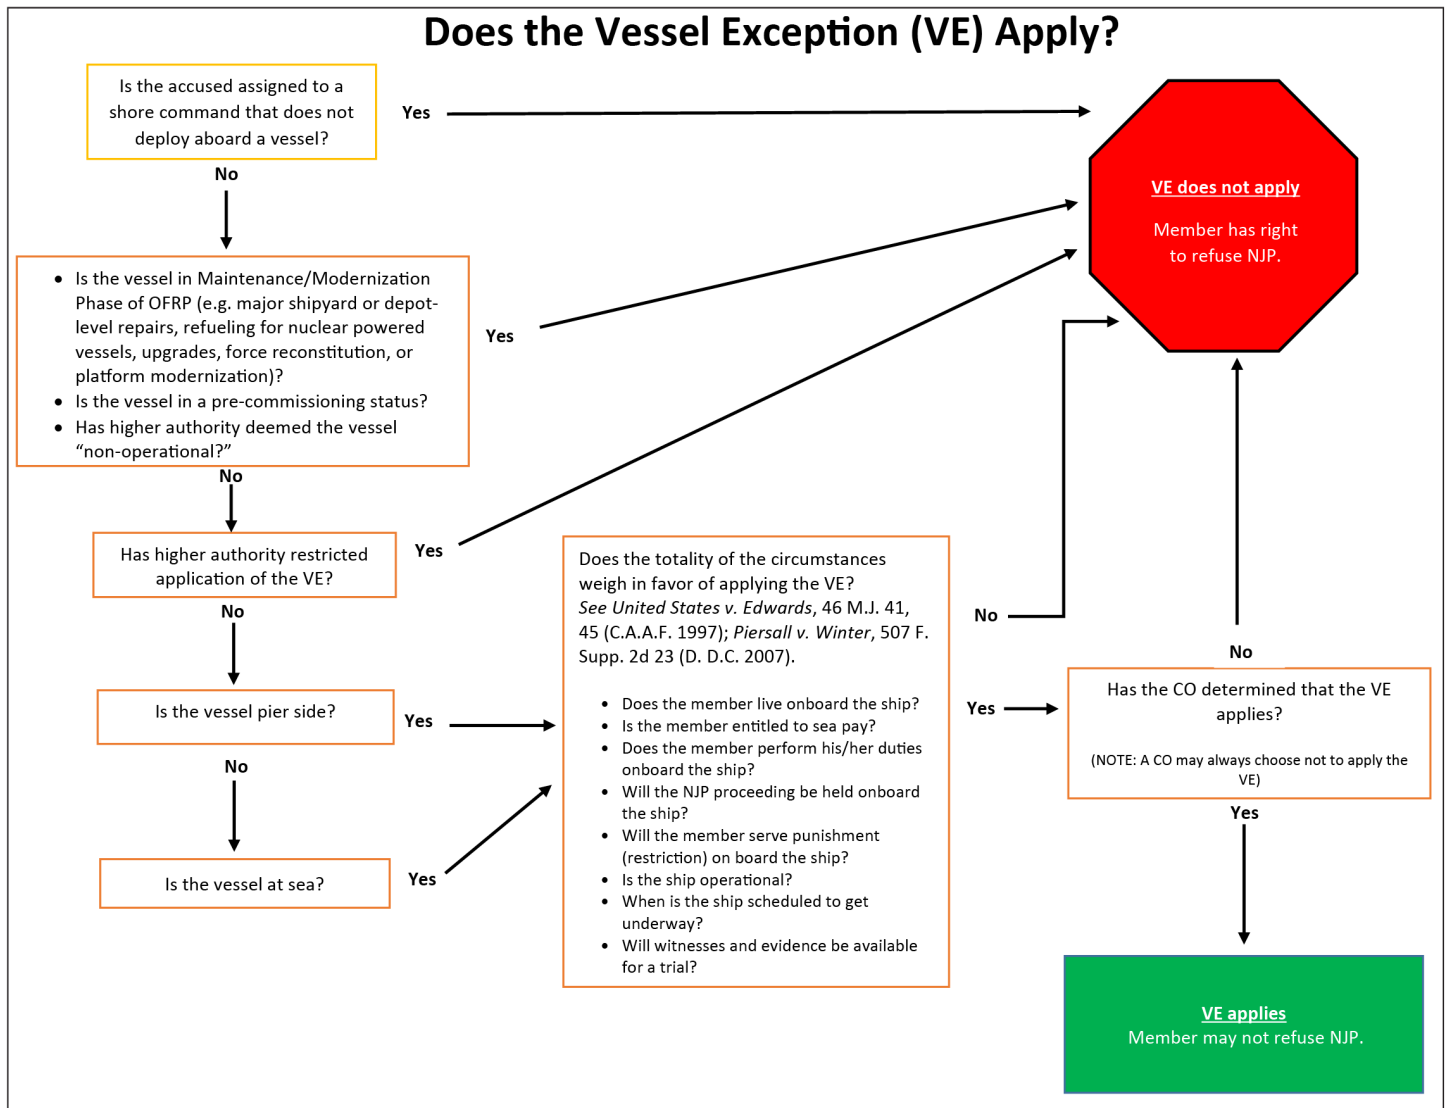 Does the Vessel Exception (VE) Apply?
Is the accused assigned to a
shore command that does not
deploy aboard a vessel?
Yes
No
VE does not apply
Member has right
to refuse NJP.
• Is the vessel in Maintenance/Modernization
Phase of OFRP (e.g. major shipyard or depot-
level repairs, refueling for nuclear powered
vessels, upgrades, force reconstitution, or
platform modernization)?
• Is the vessel in a pre-commissioning status?
• Has higher authority deemed the vessel
“non-operational?”
Yes
No
Has higher authority restricted
application of the VE?
Yes
No
Is the vessel pier side?
Yes
No
Is the vessel at sea?
Yes
Does the totality of the circumstances
weigh in favor of applying the VE?
See United States v. Edwards, 46 M.J. 41,
45 (C.A.A.F. 1997); Piersall v. Winter, 507 F.
Supp. 2d 23 (D. D.C. 2007).
• Does the member live onboard the ship?
• Is the member entitled to sea pay?
• Does the member perform his/her duties
onboard the ship?
• Will the NJP proceeding be held onboard
the ship?
• Will the member serve punishment
(restriction) on board the ship?
• Is the ship operational?
• When is the ship scheduled to get
underway?
• Will witnesses and evidence be available
for a trial?
No
Yes
No
Has the CO determined that the VE
applies?
(NOTE: A CO may always choose not to apply the
VE)
Yes
VE applies
Member may not refuse NJP.